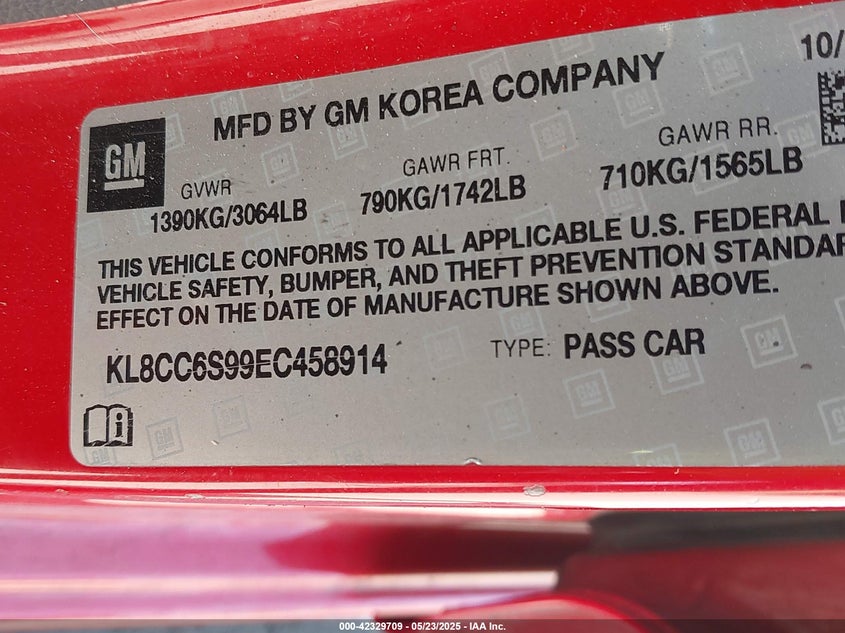 MFD BY GM KOREA COMPANY
10/
GM
GVWR
1390KG/3064LB
GAWR FRT.
790KG/1742LB
GAWR RR.
710KG/1565LB
THIS VEHICLE CONFORMS TO ALL APPLICABLE U.S. FEDERAL
VEHICLE SAFETY, BUMPER, AND THEFT PREVENTION STANDAR
EFFECT ON THE DATE OF MANUFACTURE SHOWN ABOVE.
KL8CC6S99EC458914
TYPE: PASS CAR
000-42329709 - 05/23/2025 - IAA Inc.